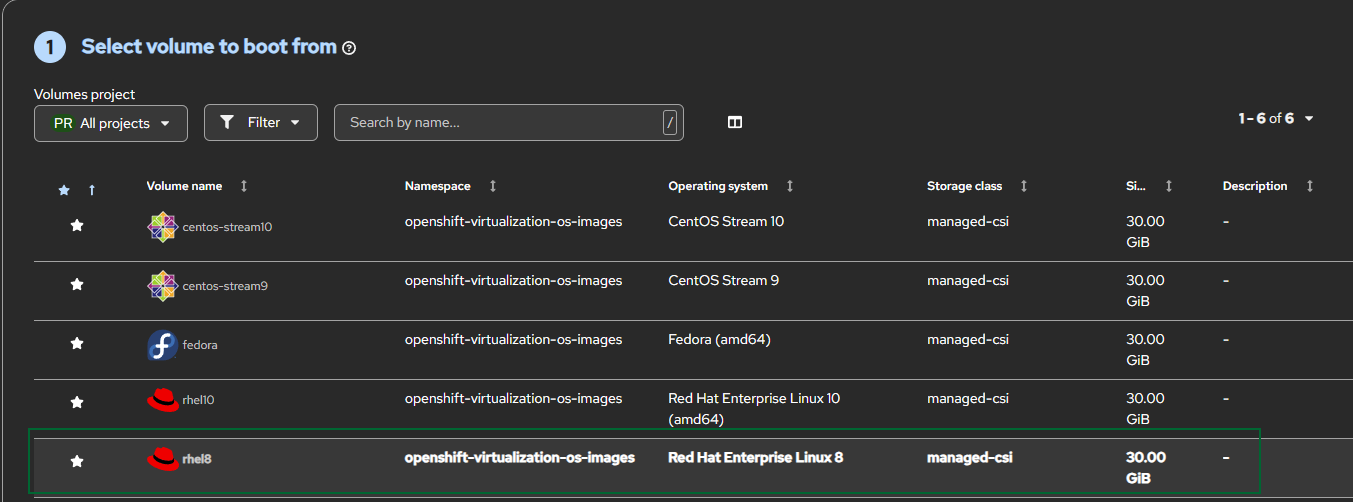 1 Select volume to boot from
Volumes project
PR All projects Filter Search by name... / 1 - 6 of 6
Volume name Namespace Operating system Storage class Si... Description
centos-stream10 openshift-virtualization-os-images CentOS Stream 10 managed-csi 30.00 GiB -
centos-stream9 openshift-virtualization-os-images CentOS Stream 9 managed-csi 30.00 GiB -
fedora openshift-virtualization-os-images Fedora (amd64) managed-csi 30.00 GiB -
rhel10 openshift-virtualization-os-images Red Hat Enterprise Linux 10 (amd64) managed-csi 30.00 GiB -
rhel8 openshift-virtualization-os-images Red Hat Enterprise Linux 8 managed-csi 30.00 GiB -